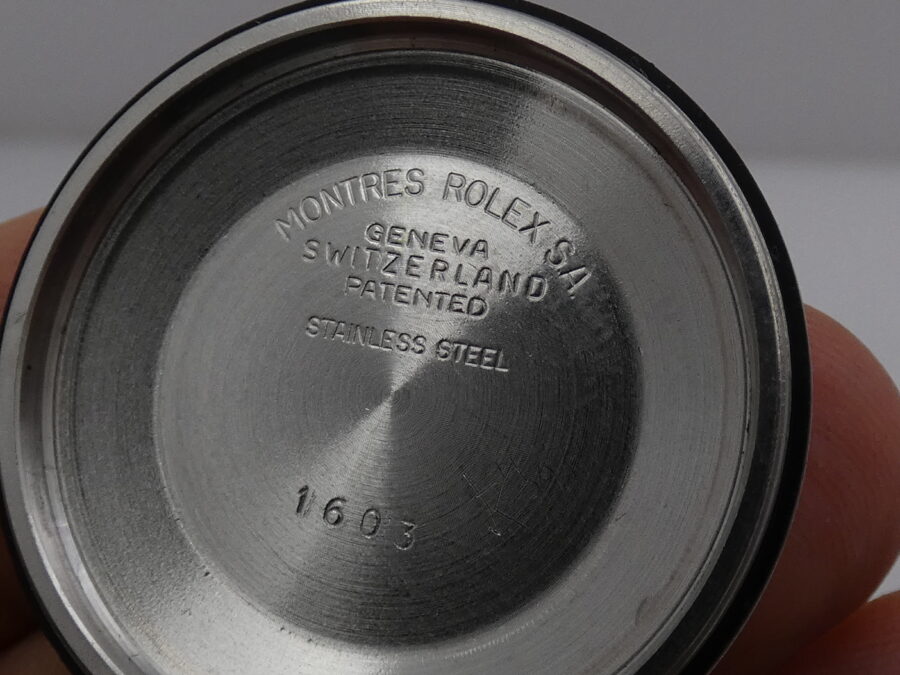 MONTRES ROLEX S.A.
GENEVA
SWITZERLAND
PATENTED
STAINLESS STEEL
1603